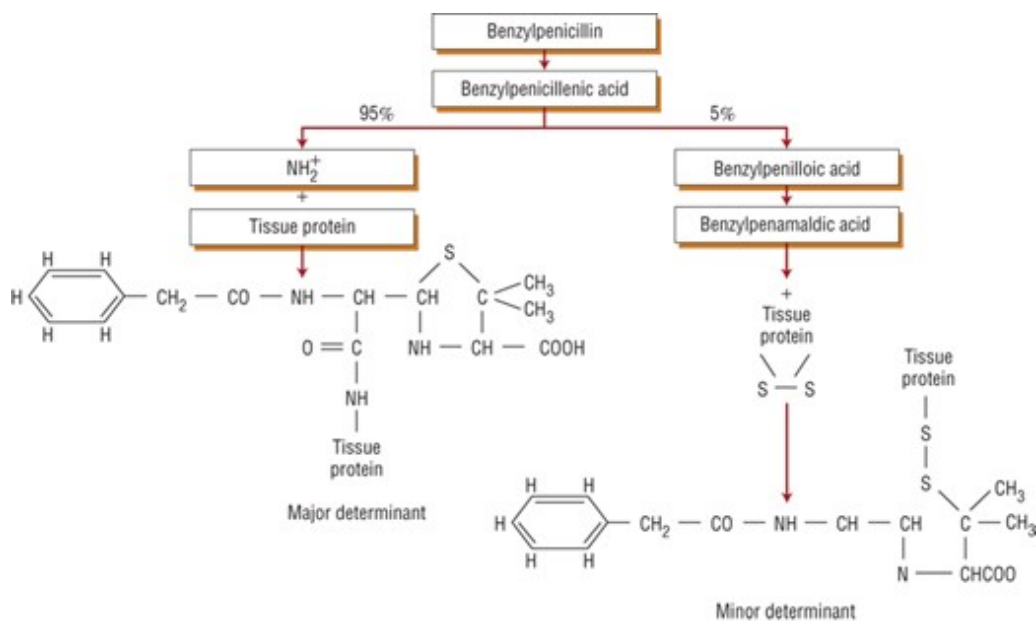 Benzylpenicillin
Benzylpenicillenic acid
95%
5%
NH₂⁺
+
Tissue protein
Benzylpenilloic acid
Benzylpenamaldic acid
H H
H
H H
CH₂ — CO — NH — CH — CH
S
C
CH₃
CH₃
O = C
NH — CH — COOH
NH
Tissue
protein
Major determinant
+
Tissue
protein
S — S
Tissue
protein
S
S
H H
H
H H
CH₂ — CO — NH — CH — CH
C
CH₃
CH₃
N — CHCOO
Minor determinant